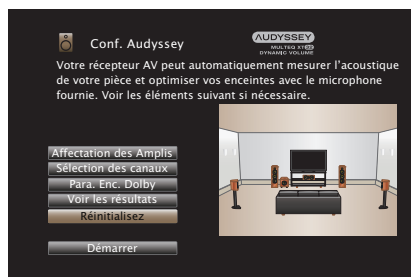 Conf. Audyssey
AUDYSSEY
MULTEQ XT32
DYNAMIC VOLUME
Votre récepteur AV peut automatiquement mesurer l'acoustique
de votre pièce et optimiser vos enceintes avec le microphone
fournie. Voir les éléments suivant si nécessaire.
Affectation des Amplis
Sélection des canaux
Para. Enc. Dolby
Voir les résultats
Réinitialisez
Démarrer